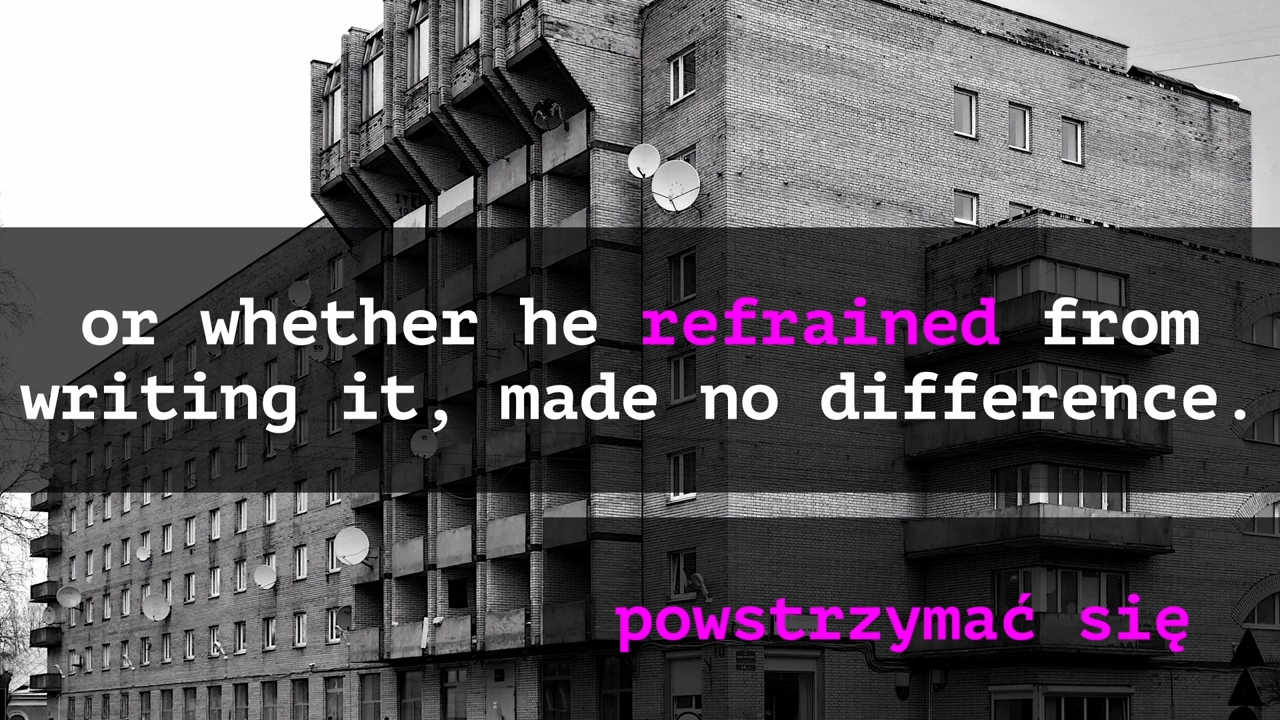 or whether he refrained from
writing it, made no difference.
powstrzymać się